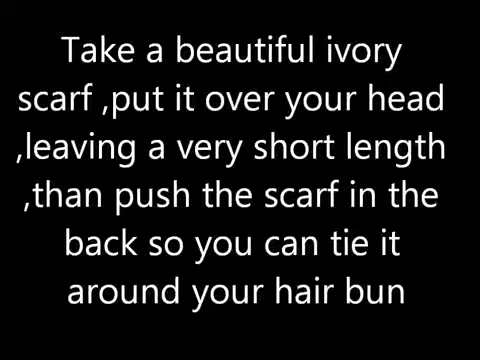 Take a beautiful ivory
scarf ,put it over your head
,leaving a very short length
,than push the scarf in the
back so you can tie it
around your hair bun